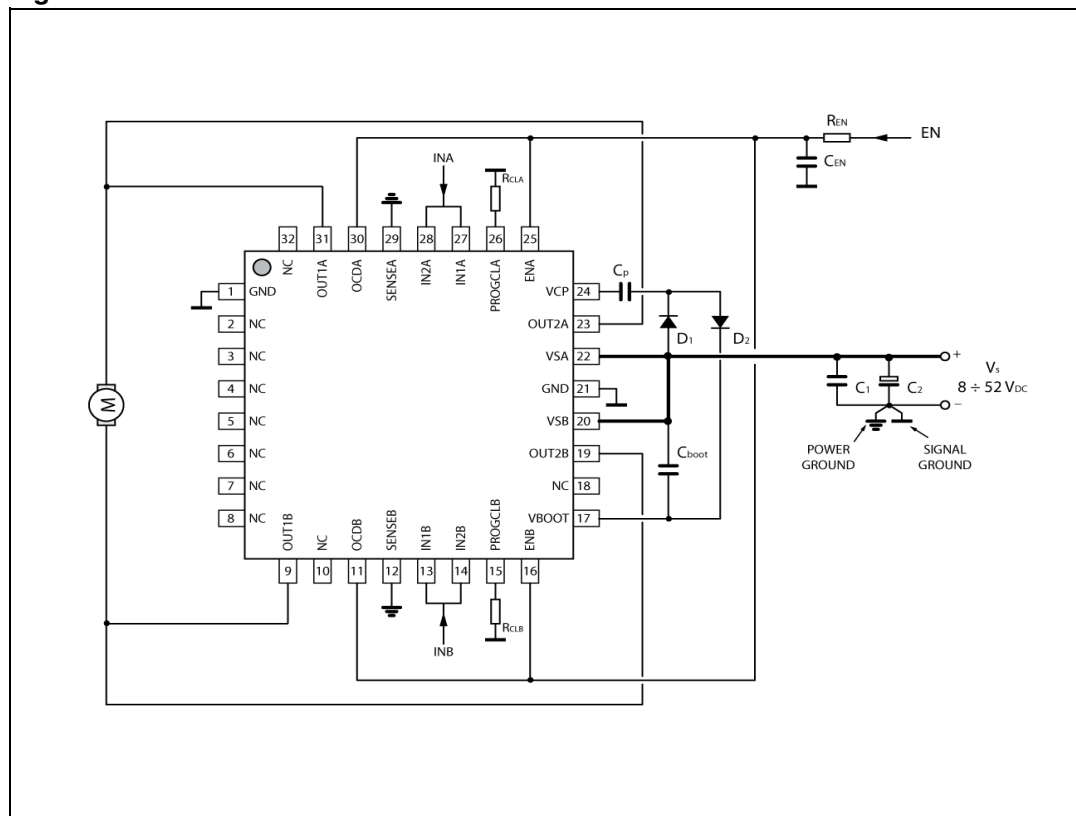 REN
EN
CEN
INA
RCLA
32
31
30
29
28
27
26
25
NC
OUT1A
OCDA
SENSEA
IN2A
IN1A
PROGCLA
ENA
1 GND
2 NC
3 NC
4 NC
5 NC
6 NC
7 NC
8 NC
M
VCP 24
OUT2A 23
VSA 22
GND 21
VSB 20
OUT2B 19
NC 18
VBOOT 17
Cp
D1
D2
Cboot
C1
C2
+
Vs
8 ÷ 52 VDC
−
POWER
GROUND
SIGNAL
GROUND
OUT1B
NC
OCDB
SENSEB
IN1B
IN2B
PROGCLB
ENB
9
10
11
12
13
14
15
16
RCLB
INB